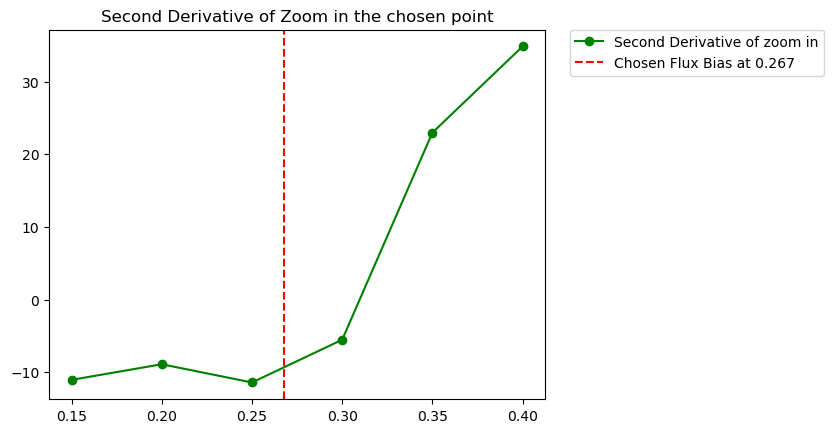 Second Derivative of Zoom in the chosen point
Second Derivative of zoom in
Chosen Flux Bias at 0.267
30
20
10
0
−10
0.15 0.20 0.25 0.30 0.35 0.40